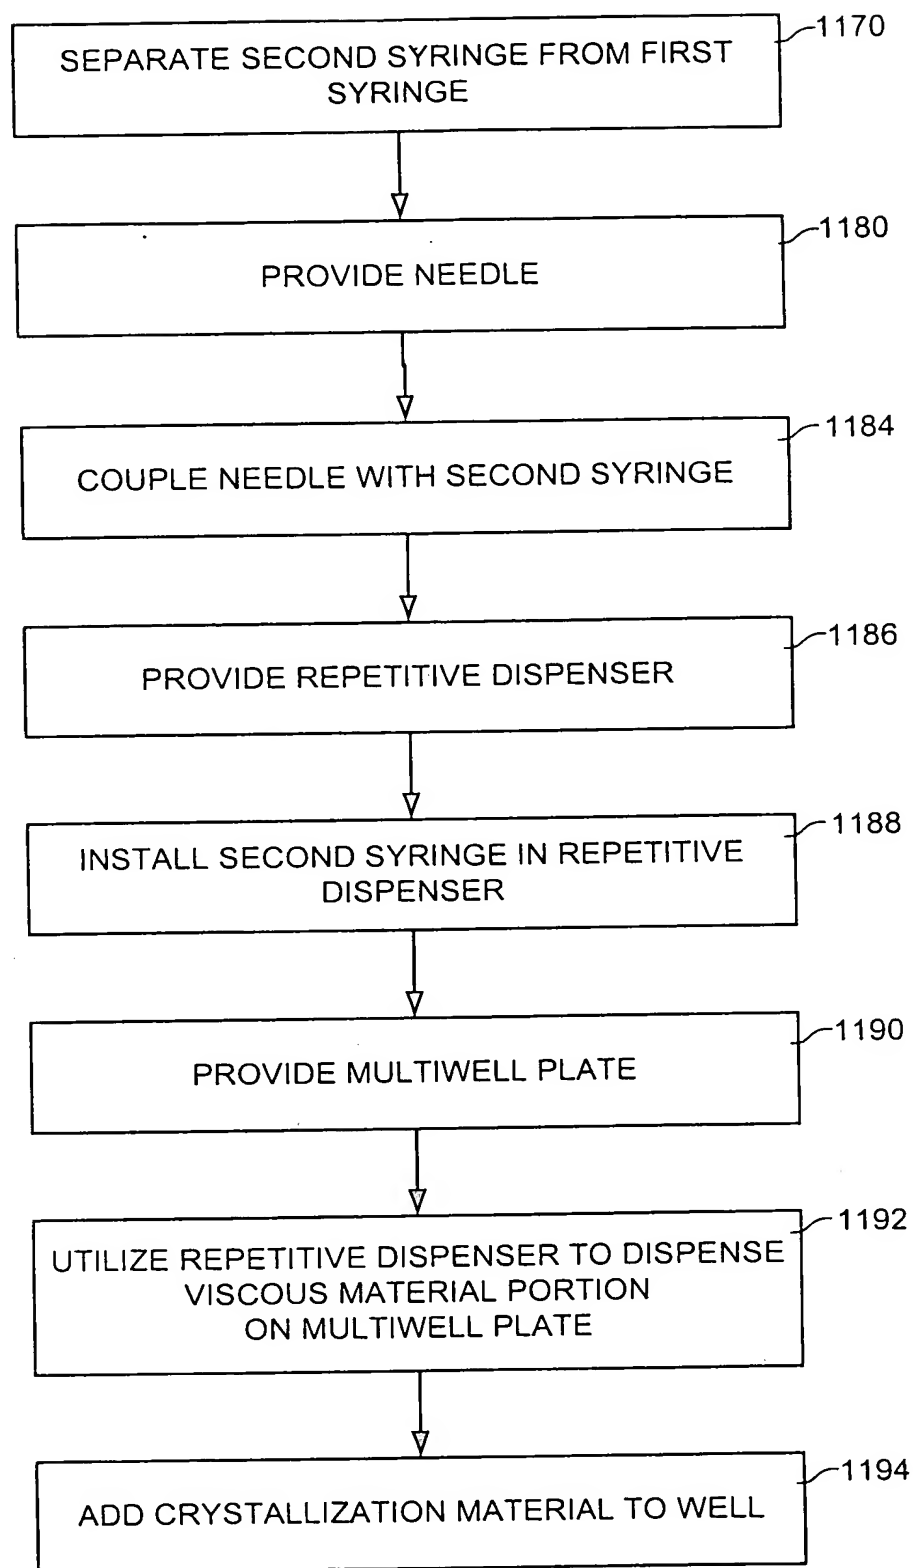 1170
SEPARATE SECOND SYRINGE FROM FIRST
SYRINGE
1180
PROVIDE NEEDLE
1184
COUPLE NEEDLE WITH SECOND SYRINGE
1186
PROVIDE REPETITIVE DISPENSER
1188
INSTALL SECOND SYRINGE IN REPETITIVE
DISPENSER
1190
PROVIDE MULTIWELL PLATE
1192
UTILIZE REPETITIVE DISPENSER TO DISPENSE
VISCOUS MATERIAL PORTION
ON MULTIWELL PLATE
1194
ADD CRYSTALLIZATION MATERIAL TO WELL